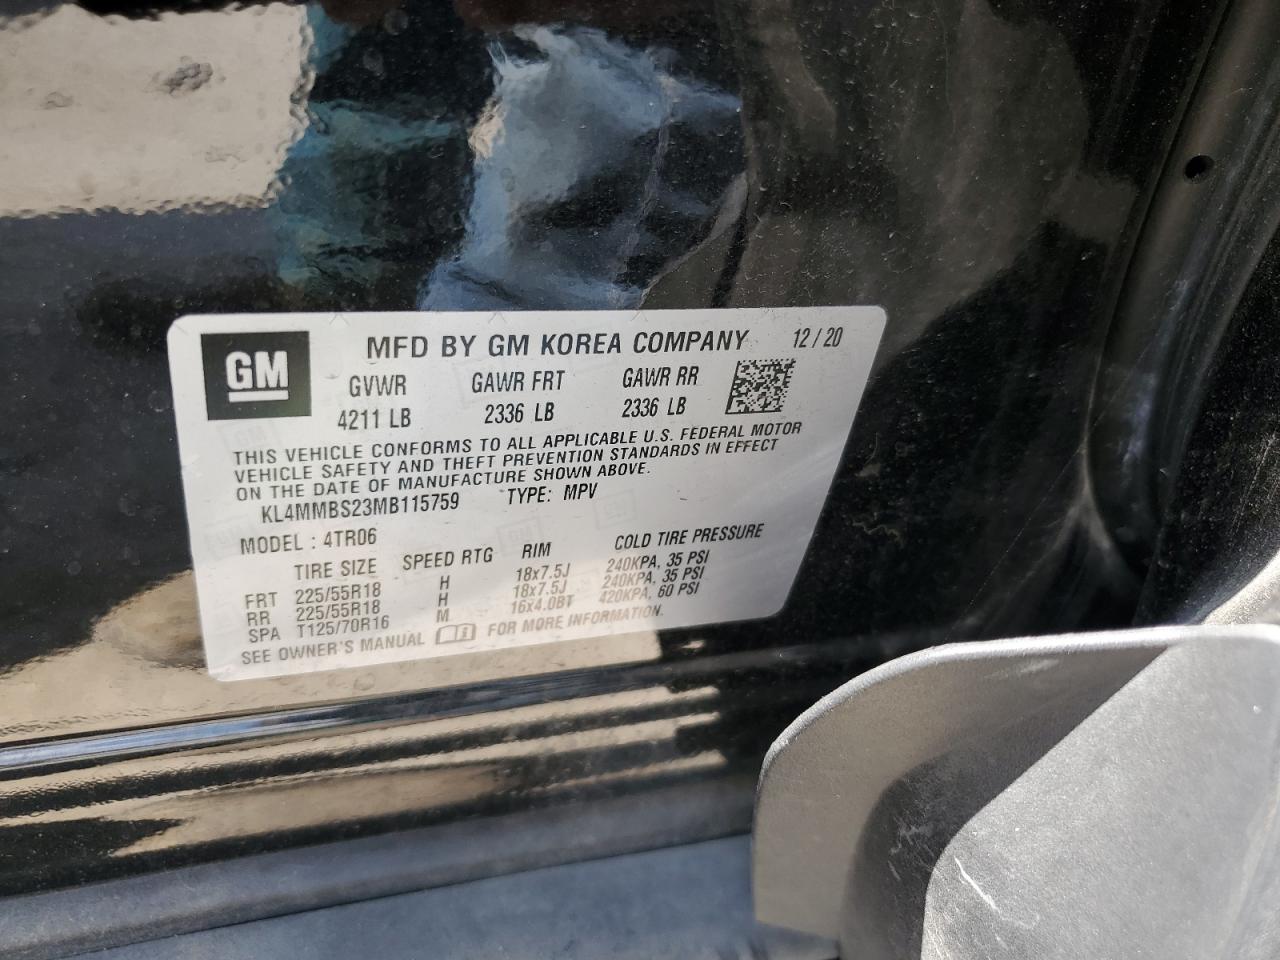 GM
MFD BY GM KOREA COMPANY 12/20
GVWR GAWR FRT GAWR RR
4211 LB 2336 LB 2336 LB
THIS VEHICLE CONFORMS TO ALL APPLICABLE U.S. FEDERAL MOTOR
VEHICLE SAFETY AND THEFT PREVENTION STANDARDS IN EFFECT
ON THE DATE OF MANUFACTURE SHOWN ABOVE.
KL4MMBS23MB115759 TYPE: MPV
MODEL : 4TR06
TIRE SIZE SPEED RTG RIM COLD TIRE PRESSURE
FRT 225/55R18 H 18x7.5J 240KPA, 35 PSI
RR 225/55R18 H 18x7.5J 240KPA, 35 PSI
SPA T125/70R16 M 16x4.0BT 420KPA, 60 PSI
SEE OWNER'S MANUAL FOR MORE INFORMATION.